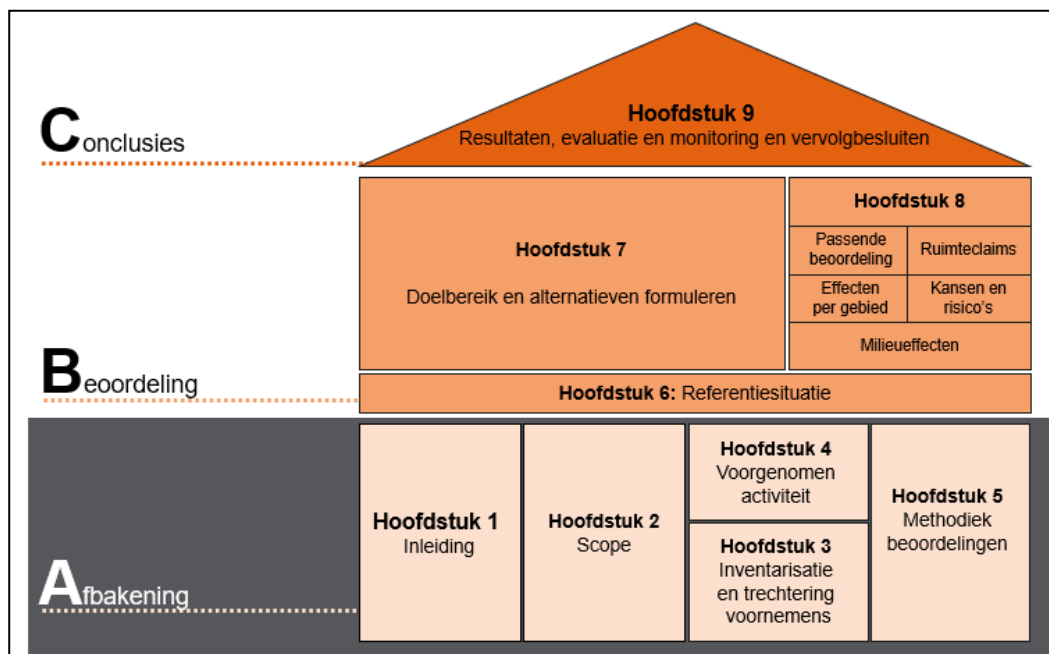 Hoofdstuk 9
Resultaten, evaluatie en monitoring en vervolgbesluiten
Conclusies
Hoofdstuk 7
Doelbereik en alternatieven formuleren
Hoofdstuk 8
Passende
beoordeling
Ruimteclaims
Effecten
per gebied
Kansen en
risico's
Milieueffecten
Beoordeling
Hoofdstuk 6: Referentiesituatie
Hoofdstuk 1
Inleiding
Hoofdstuk 2
Scope
Hoofdstuk 4
Voorgenomen
activiteit
Hoofdstuk 3
Inventarisatie
en trechtering
voornemens
Hoofdstuk 5
Methodiek
beoordelingen
Afbakening